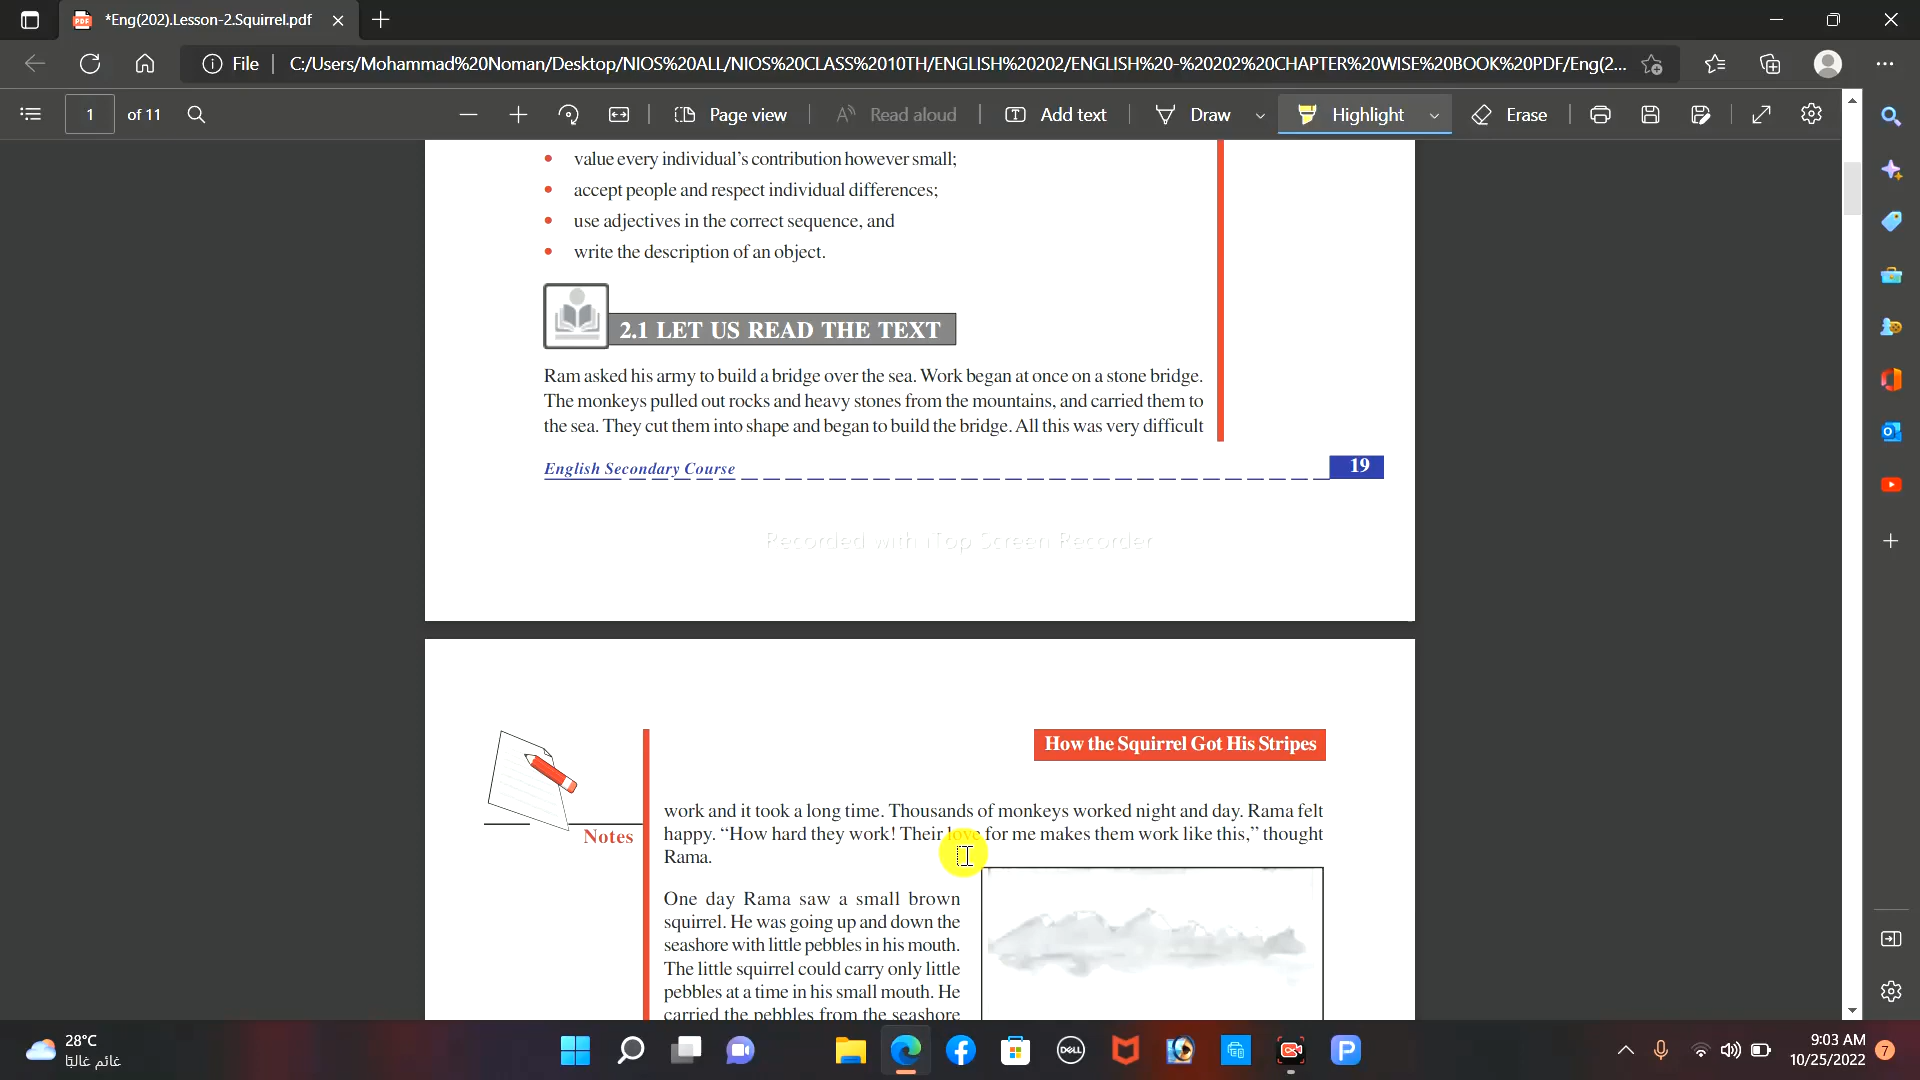 *Eng(202).Lesson-2.Squirrel.pdf
File
C:/Users/Mohammad%20Noman/Desktop/NIOS%20ALL/NIOS%20CLASS%2010TH/ENGLISH%20202/ENGLISH%20-%20202%20CHAPTER%20WISE%20BOOK%20PDF/Eng(2...
1 of 11
Page view
Read aloud
Add text
Draw
Highlight
Erase
value every individual's contribution however small;
accept people and respect individual differences;
use adjectives in the correct sequence, and
write the description of an object.
2.1 LET US READ THE TEXT
Ram asked his army to build a bridge over the sea. Work began at once on a stone bridge.
The monkeys pulled out rocks and heavy stones from the mountains, and carried them to
the sea. They cut them into shape and began to build the bridge. All this was very difficult
English Secondary Course
19
Recorded with iTop Screen Recorder
How the Squirrel Got His Stripes
Notes
work and it took a long time. Thousands of monkeys worked night and day. Rama felt
happy. “How hard they work! Their love for me makes them work like this,” thought
Rama.
One day Rama saw a small brown
squirrel. He was going up and down the
seashore with little pebbles in his mouth.
The little squirrel could carry only little
pebbles at a time in his small mouth. He
carried the pebbles from the seashore
28°C
غائم غالبًا
DELL
9:03 AM
10/25/2022
7